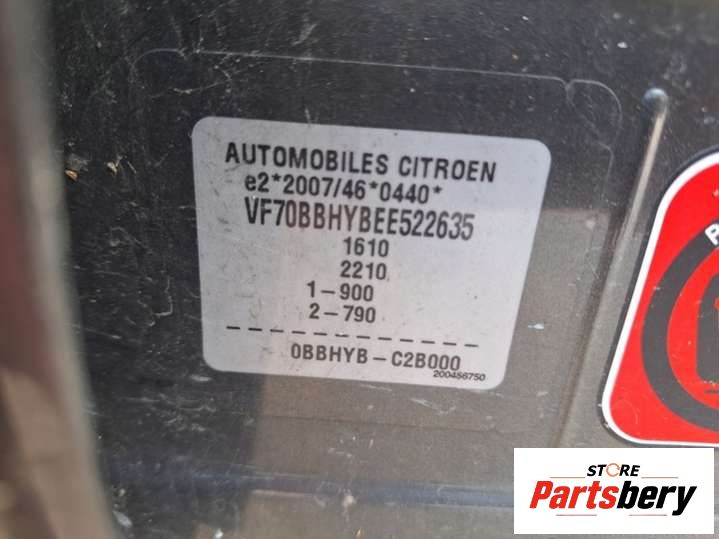 AUTOMOBILES CITROEN
e2*2007/46*0440*
VF70BBHYBEE522635
1610
2210
1-900
2-790
0BBHYB-C2B000
200456750
STORE
Partsbery